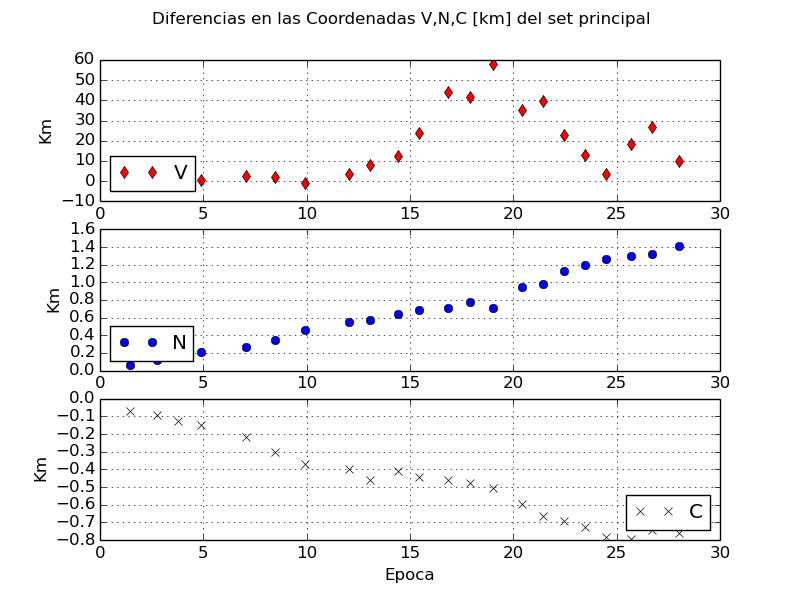 Diferencias en las Coordenadas V,N,C [km] del set principal
60
50
40
30
20
10
0
−10
Km
V
0 5 10 15 20 25 30
1.6
1.4
1.2
1.0
0.8
0.6
0.4
0.2
0.0
Km
N
0 5 10 15 20 25 30
0.0
−0.1
−0.2
−0.3
−0.4
−0.5
−0.6
−0.7
−0.8
Km
C
0 5 10 15 20 25 30
Epoca